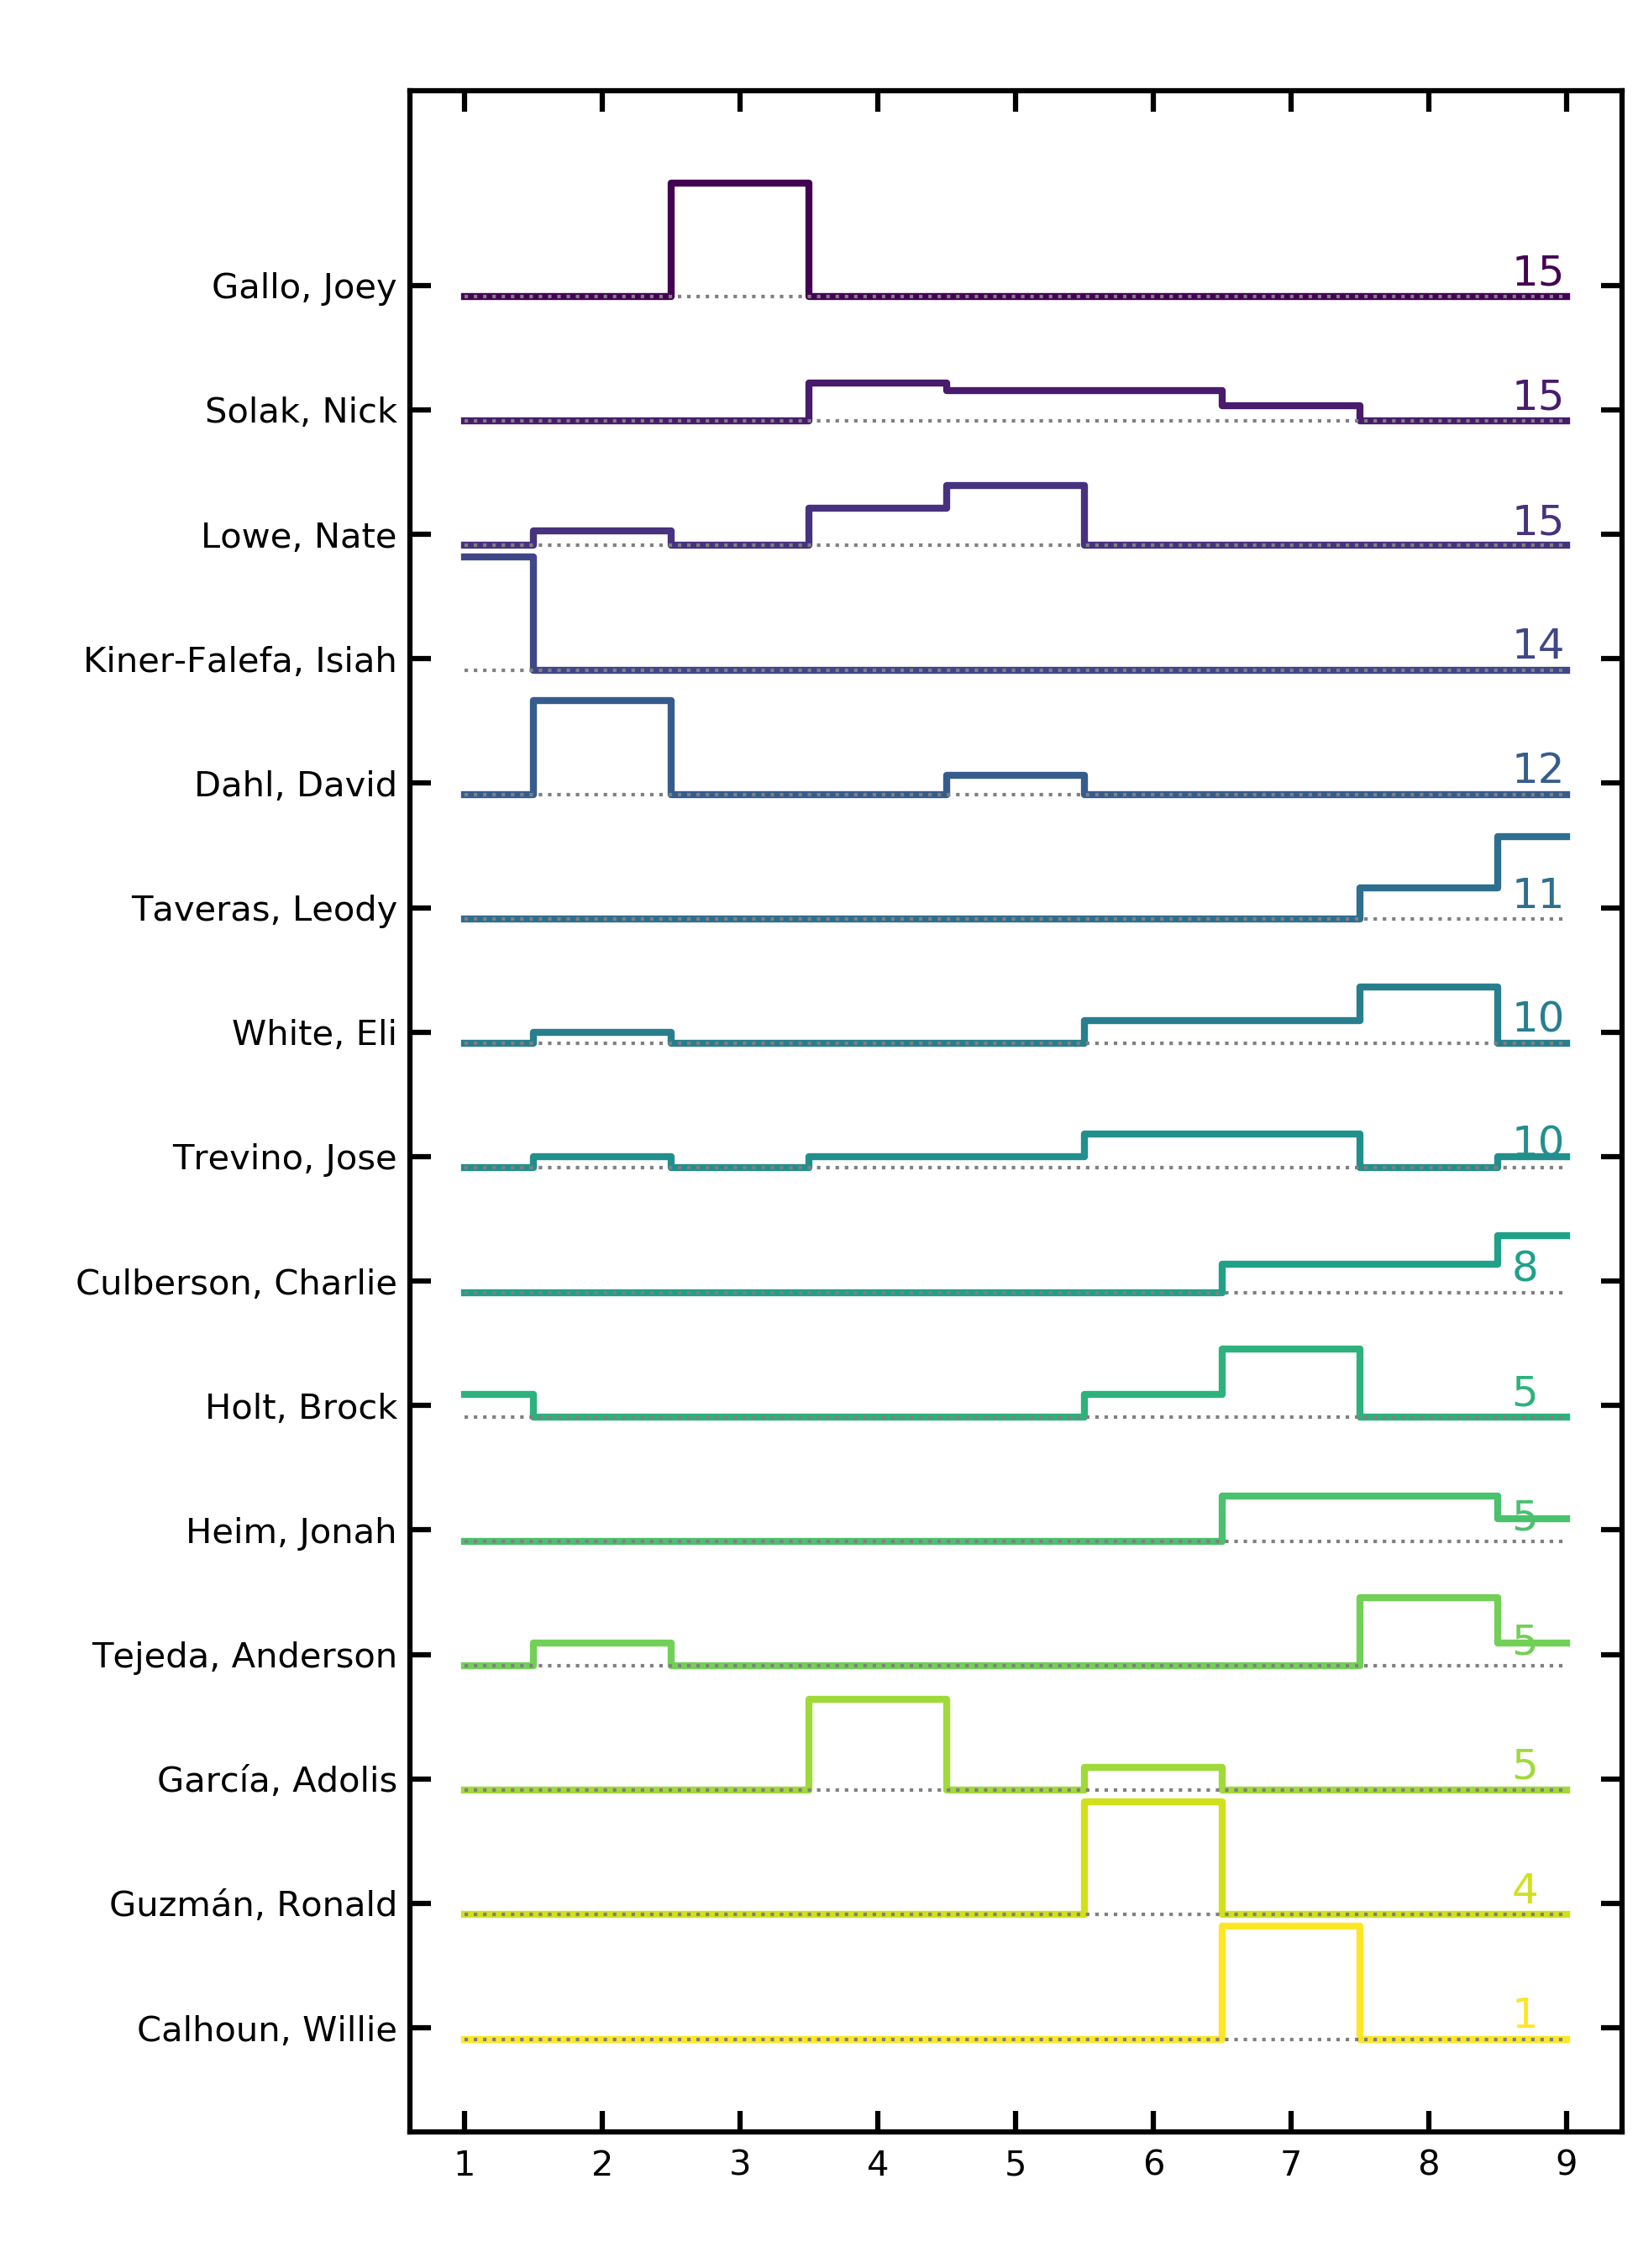 Gallo, Joey 15
Solak, Nick 15
Lowe, Nate 15
Kiner-Falefa, Isiah 14
Dahl, David 12
Taveras, Leody 11
White, Eli 10
Trevino, Jose 10
Culberson, Charlie 8
Holt, Brock 5
Heim, Jonah 5
Tejeda, Anderson 5
García, Adolis 5
Guzmán, Ronald 4
Calhoun, Willie 1
1 2 3 4 5 6 7 8 9